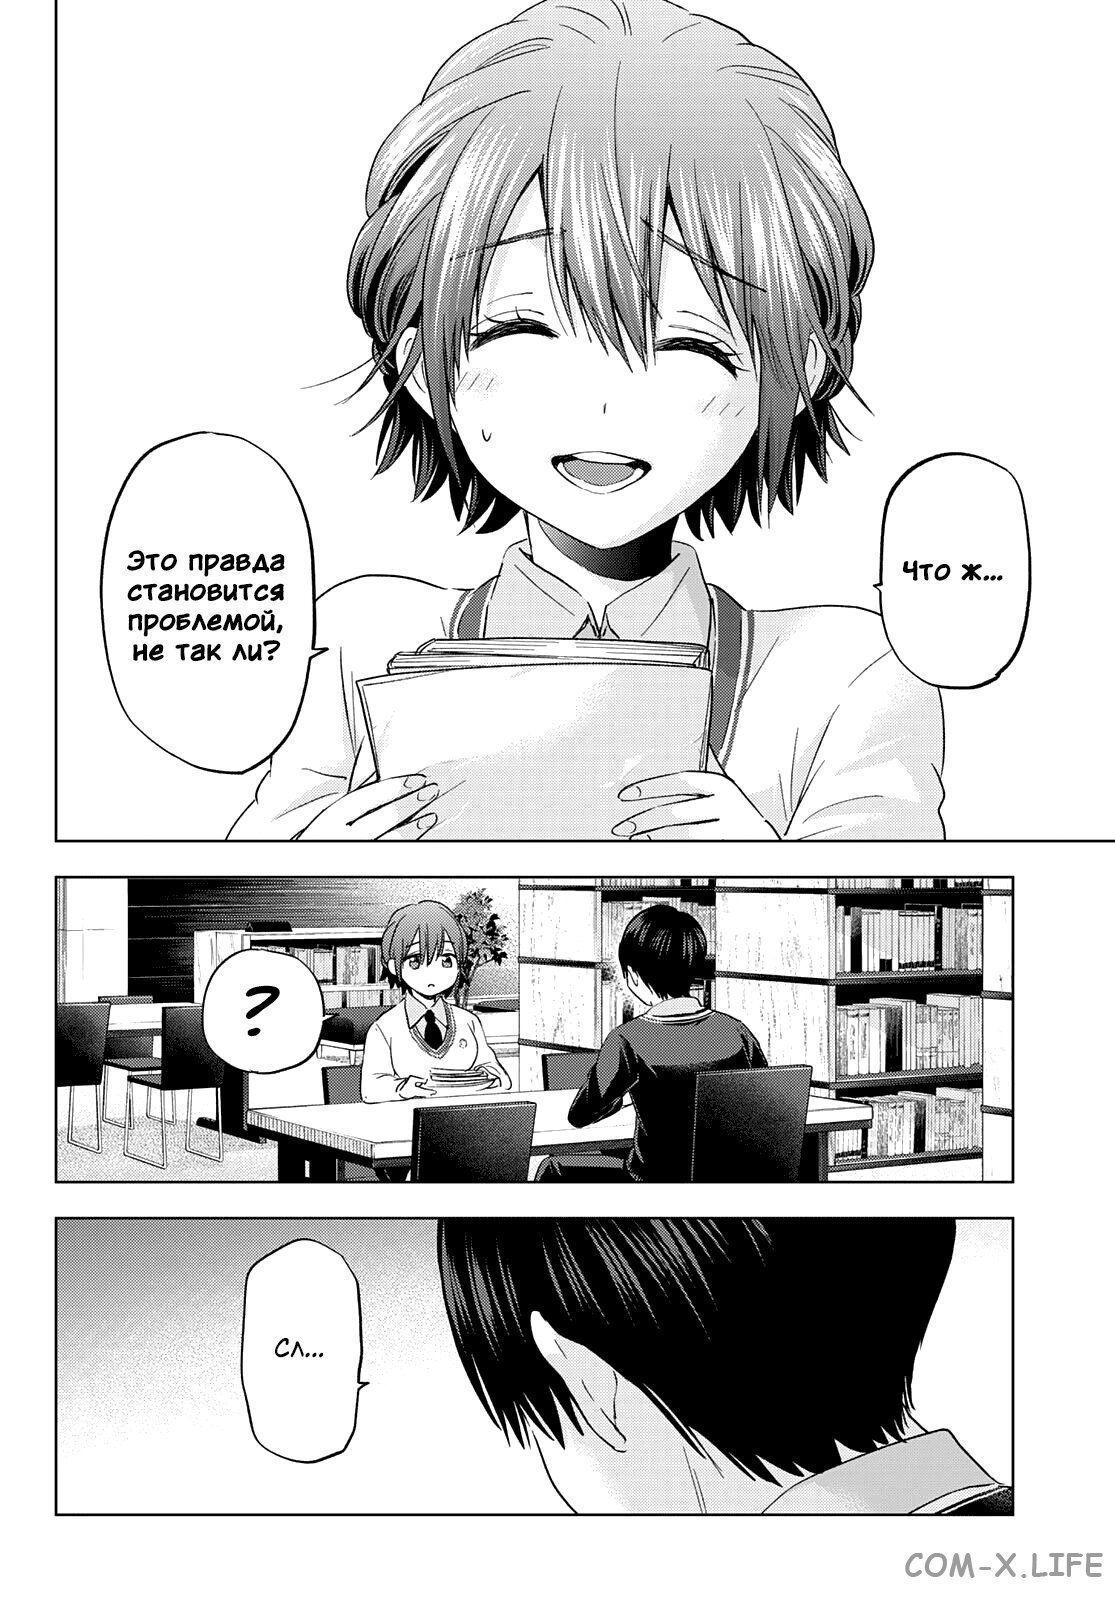 Что ж...
Это правда
становится
проблемой,
не так ли?
?
Сл...
COM-X.LIFE